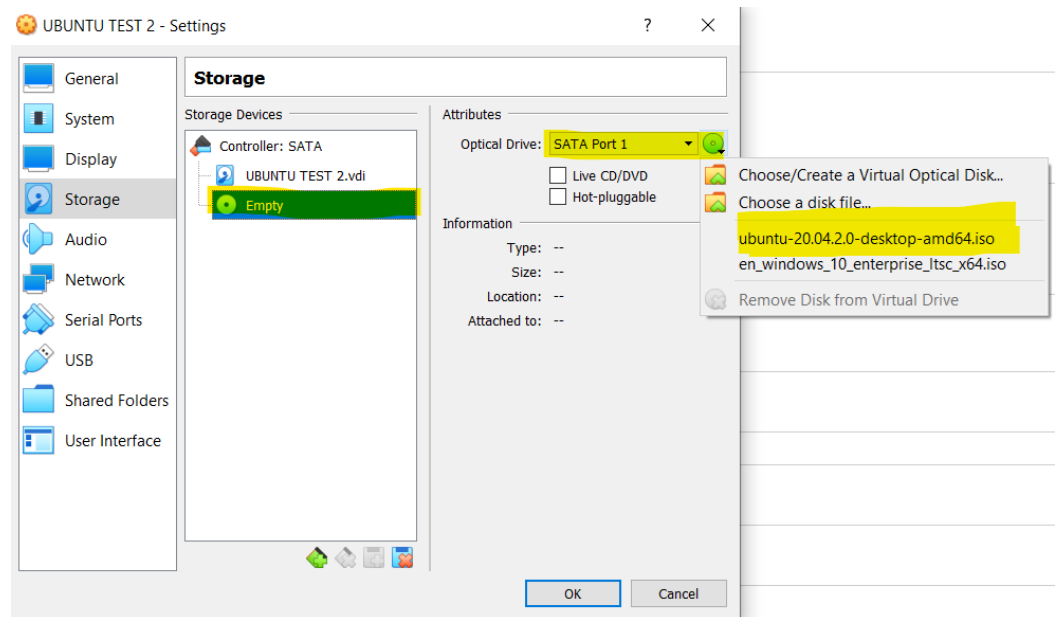 UBUNTU TEST 2 - Settings
?
General
System
Display
Storage
Audio
Network
Serial Ports
USB
Shared Folders
User Interface
Storage
Storage Devices
Controller: SATA
UBUNTU TEST 2.vdi
Empty
Attributes
Optical Drive: SATA Port 1
Live CD/DVD
Hot-pluggable
Information
Type: --
Size: --
Location: --
Attached to: --
Choose/Create a Virtual Optical Disk...
Choose a disk file...
ubuntu-20.04.2.0-desktop-amd64.iso
en_windows_10_enterprise_ltsc_x64.iso
Remove Disk from Virtual Drive
OK
Cancel